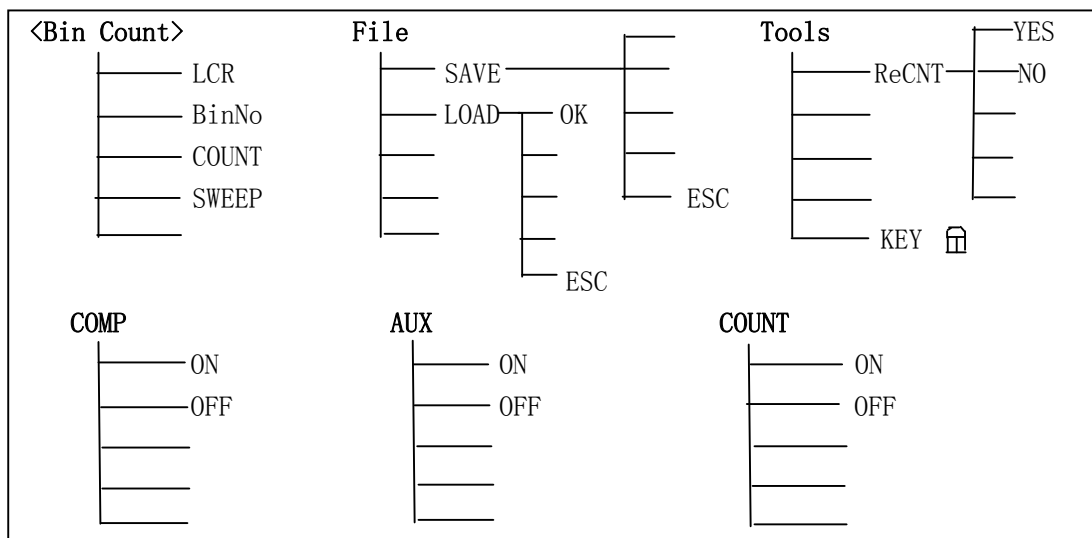 <Bin Count>
LCR
BinNo
COUNT
SWEEP
File
SAVE
ESC
LOAD
OK
ESC
Tools
ReCNT
YES
NO
KEY
COMP
ON
OFF
AUX
ON
OFF
COUNT
ON
OFF